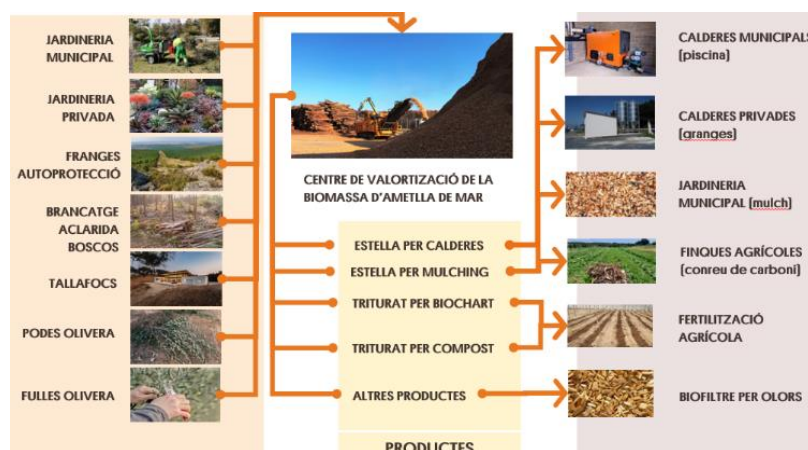 JARDINERIA
MUNICIPAL
JARDINERIA
PRIVADA
FRANGES
AUTOPROTECCIÓ
BRANCATGE
ACLARIDA
BOSCOS
TALLAFOCS
PODES OLIVERA
FULLES OLIVERA
CENTRE DE VALORTIZACIÓ DE LA
BIOMASSA D'AMETLLA DE MAR
ESTELLA PER CALDERES
ESTELLA PER MULCHING
TRITURAT PER BIOCHART
TRITURAT PER COMPOST
ALTRES PRODUCTES
PRODUCTES
CALDERES MUNICIPALS
(piscina)
CALDERES PRIVADES
(granges)
JARDINERIA
MUNICIPAL (mulch)
FINQUES AGRÍCOLES
(conreu de carboni)
FERTILITZACIÓ
AGRÍCOLA
BIOFILTRE PER OLORS